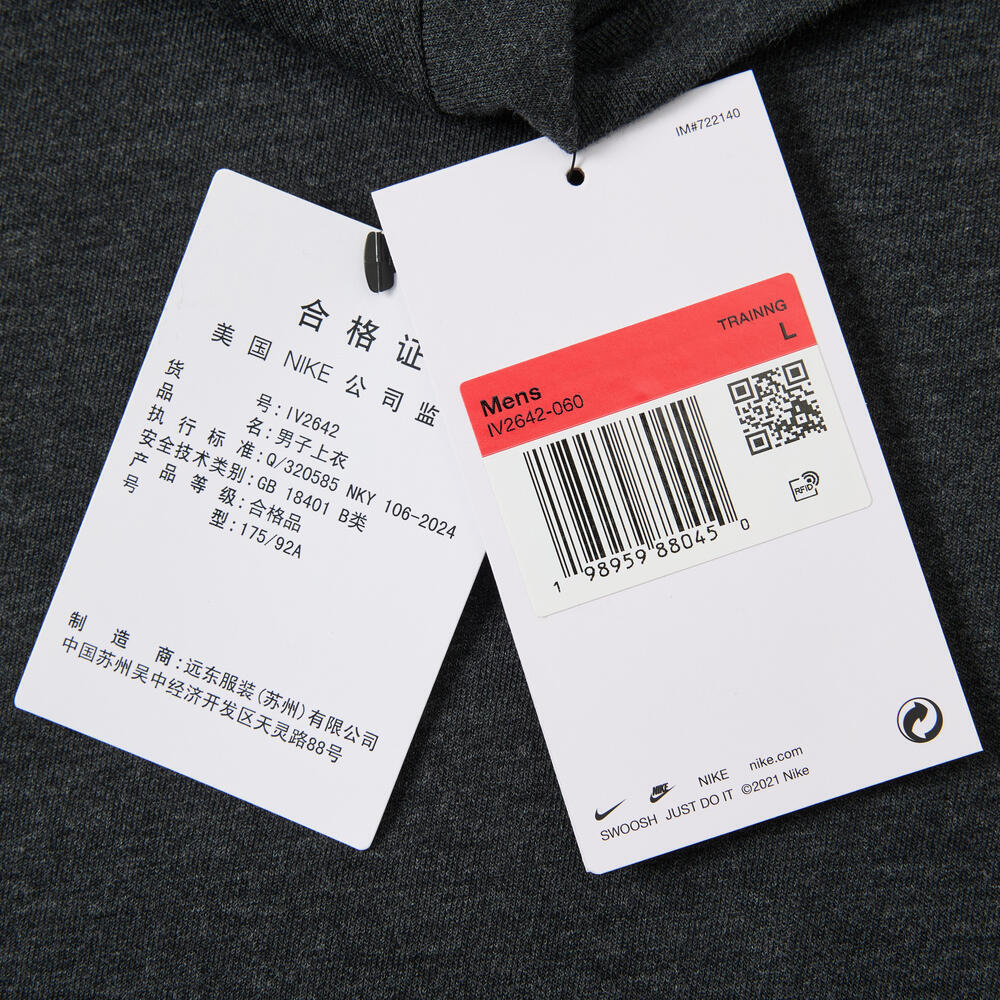 合格证
美国NIKE公司监
货号:IV2642
品名:男子上衣
执行标准:Q/320585 NKY 106-2024
安全技术类别:GB 18401 B类
产品等级:合格品
号型:175/92A
制造商:远东服装(苏州)有限公司
中国苏州吴中经济开发区天灵路88号
IM#722140
TRAINNG
L
Mens
IV2642-060
RFID
1 98959 88045 0
NIKE
NIKE nike.com
SWOOSH JUST DO IT ©2021 Nike